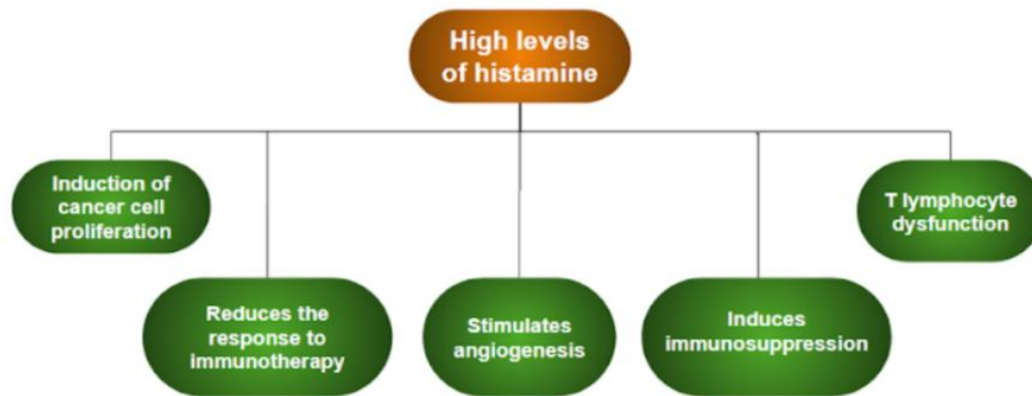 High levels
of histamine
Induction of
cancer cell
proliferation
T lymphocyte
dysfunction
Reduces the
response to
immunotherapy
Stimulates
angiogenesis
Induces
immunosuppression